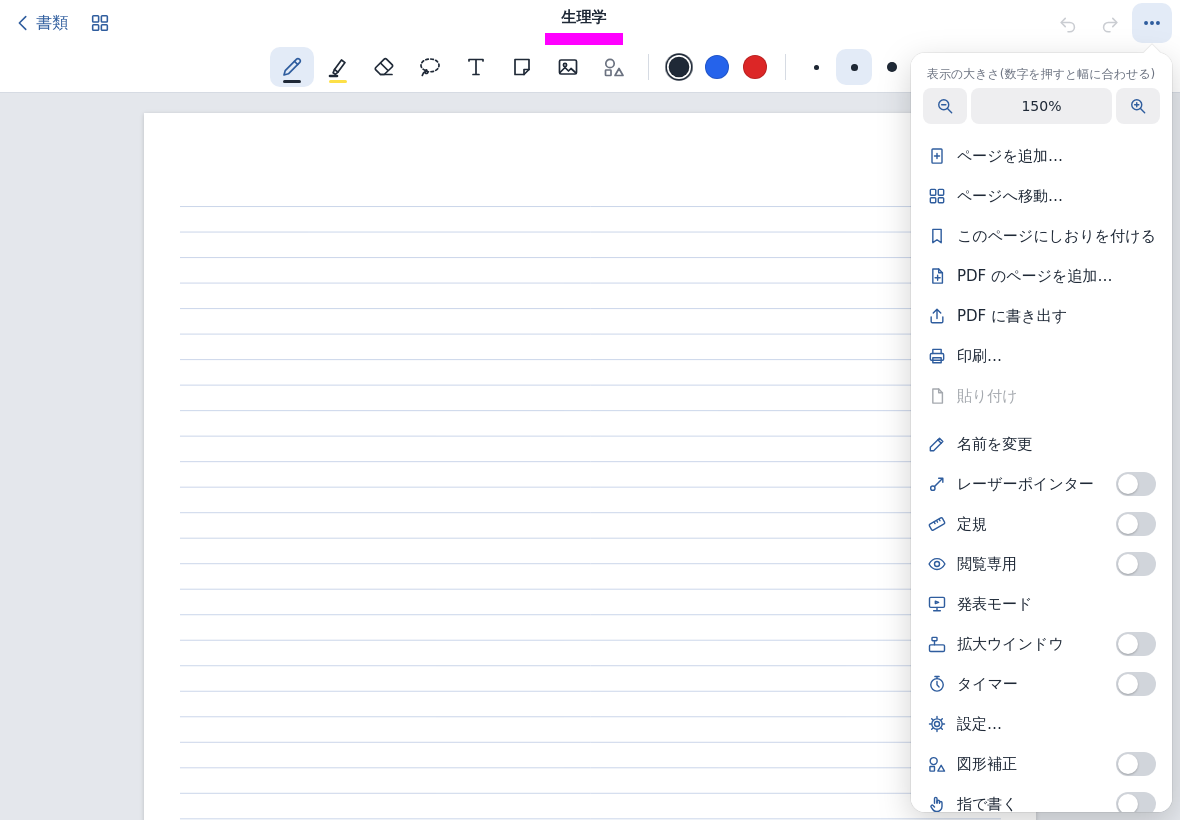 書類
生理学
表示の大きさ(数字を押すと幅に合わせる)
150%
ページを追加…
ページへ移動…
このページにしおりを付ける
PDF のページを追加…
PDF に書き出す
印刷…
貼り付け
名前を変更
レーザーポインター
定規
閲覧専用
発表モード
拡大ウインドウ
タイマー
設定…
図形補正
指で書く